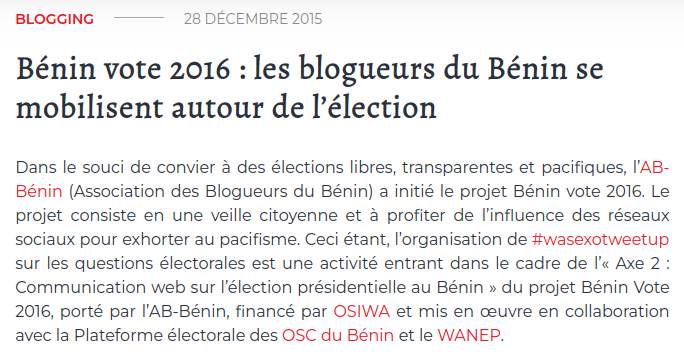 BLOGGING
28 DÉCEMBRE 2015
Bénin vote 2016 : les blogueurs du Bénin se
mobilisent autour de l’élection
Dans le souci de convier à des élections libres, transparentes et pacifiques, l’AB-
Bénin (Association des Blogueurs du Bénin) a initié le projet Bénin vote 2016. Le
projet consiste en une veille citoyenne et à profiter de l’influence des réseaux
sociaux pour exhorter au pacifisme. Ceci étant, l’organisation de #wasexotweetup
sur les questions électorales est une activité entrant dans le cadre de l’« Axe 2 :
Communication web sur l’élection présidentielle au Bénin » du projet Bénin Vote
2016, porté par l’AB-Bénin, financé par OSIWA et mis en œuvre en collaboration
avec la Plateforme électorale des OSC du Bénin et le WANEP.